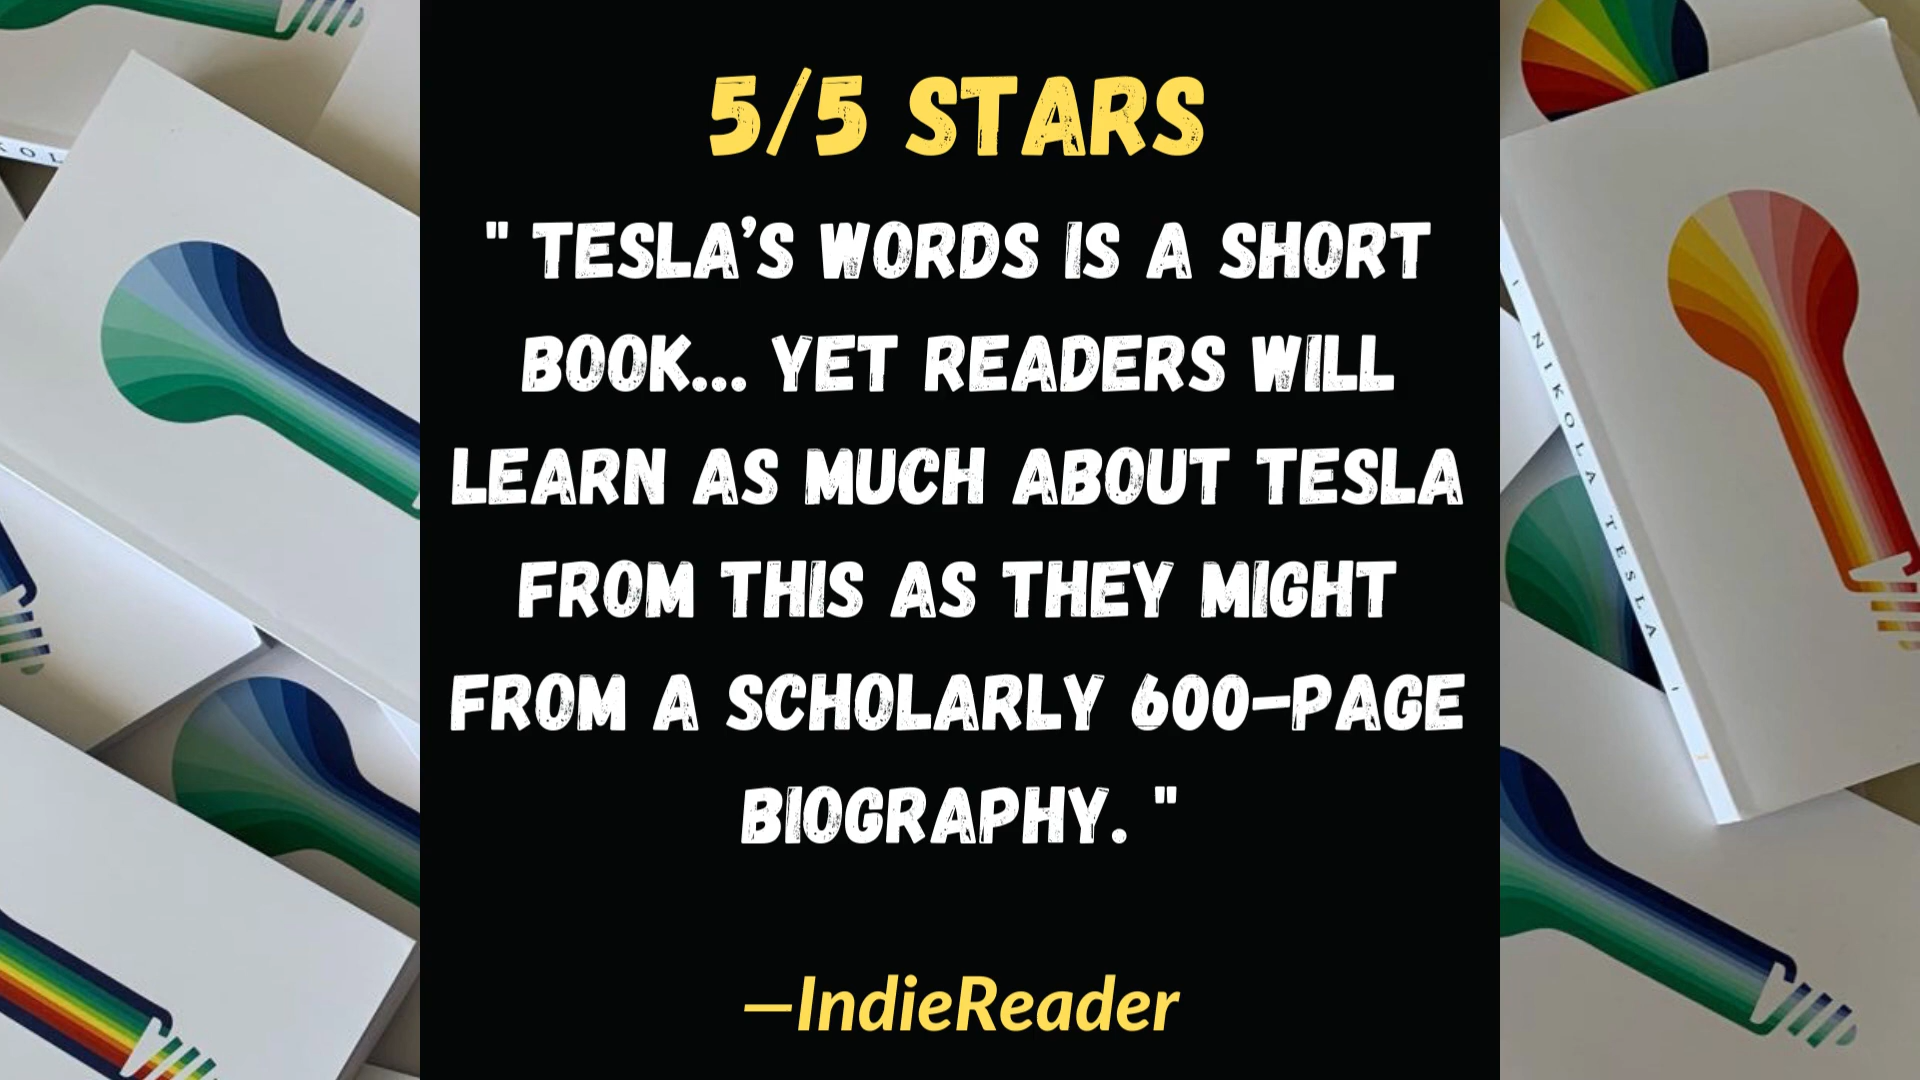 5/5 STARS
" TESLA’S WORDS IS A SHORT
BOOK... YET READERS WILL
LEARN AS MUCH ABOUT TESLA
FROM THIS AS THEY MIGHT
FROM A SCHOLARLY 600–PAGE
BIOGRAPHY. "
—IndieReader
KOL
I NIKOLA TESLA I